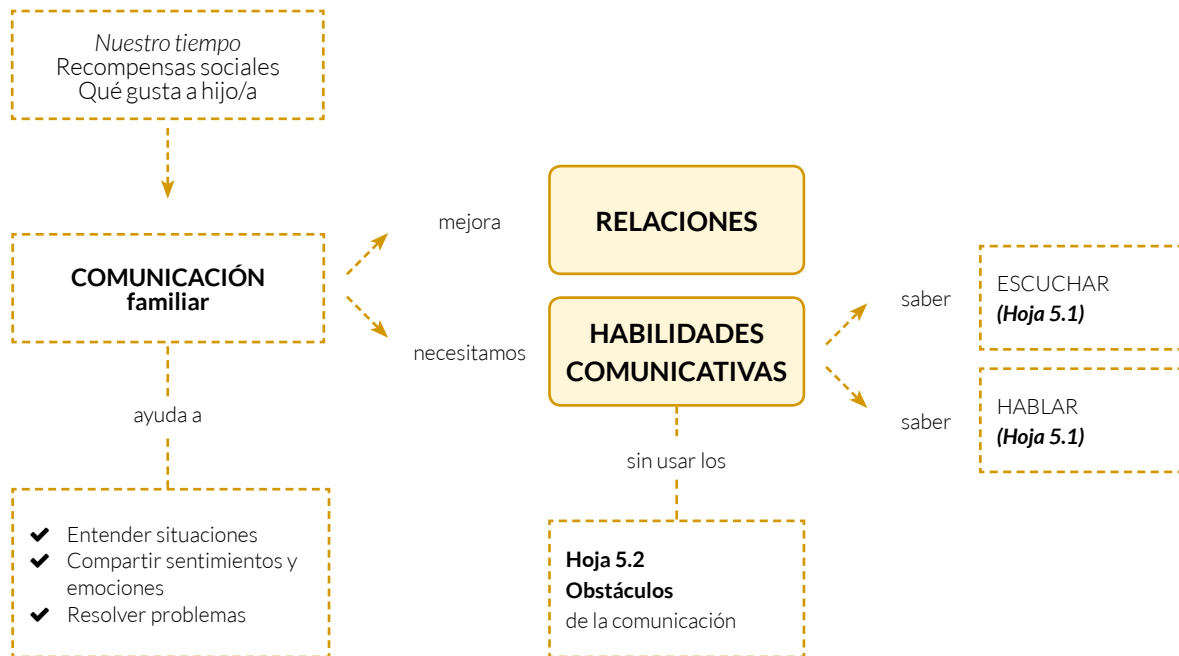 Nuestro tiempo
Recompensas sociales
Qué gusta a hijo/a
COMUNICACIÓN
familiar
mejora
RELACIONES
necesitamos
HABILIDADES
COMUNICATIVAS
saber
ESCUCHAR
(Hoja 5.1)
saber
HABLAR
(Hoja 5.1)
ayuda a
Entender situaciones
Compartir sentimientos y
emociones
Resolver problemas
sin usar los
Hoja 5.2
Obstáculos
de la comunicación